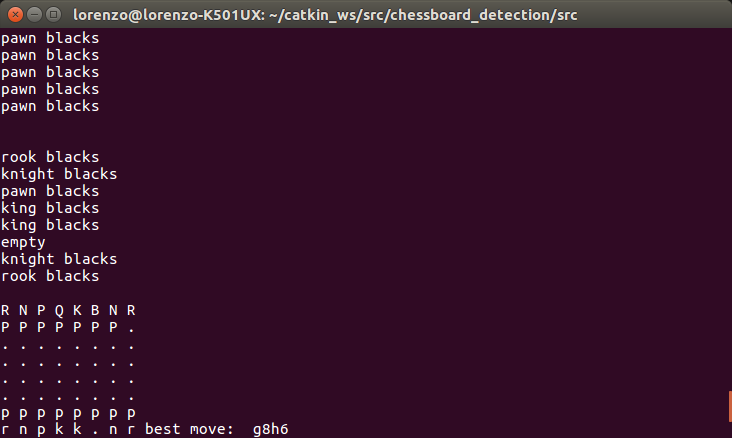 lorenzo@lorenzo-K501UX: ~/catkin_ws/src/chessboard_detection/src
pawn blacks
pawn blacks
pawn blacks
pawn blacks
pawn blacks
rook blacks
knight blacks
pawn blacks
king blacks
king blacks
empty
knight blacks
rook blacks
R N P Q K B N R
P P P P P P P .
. . . . . . . .
. . . . . . . .
. . . . . . . .
. . . . . . . .
p p p p p p p p
r n p k k . n r best move:  g8h6